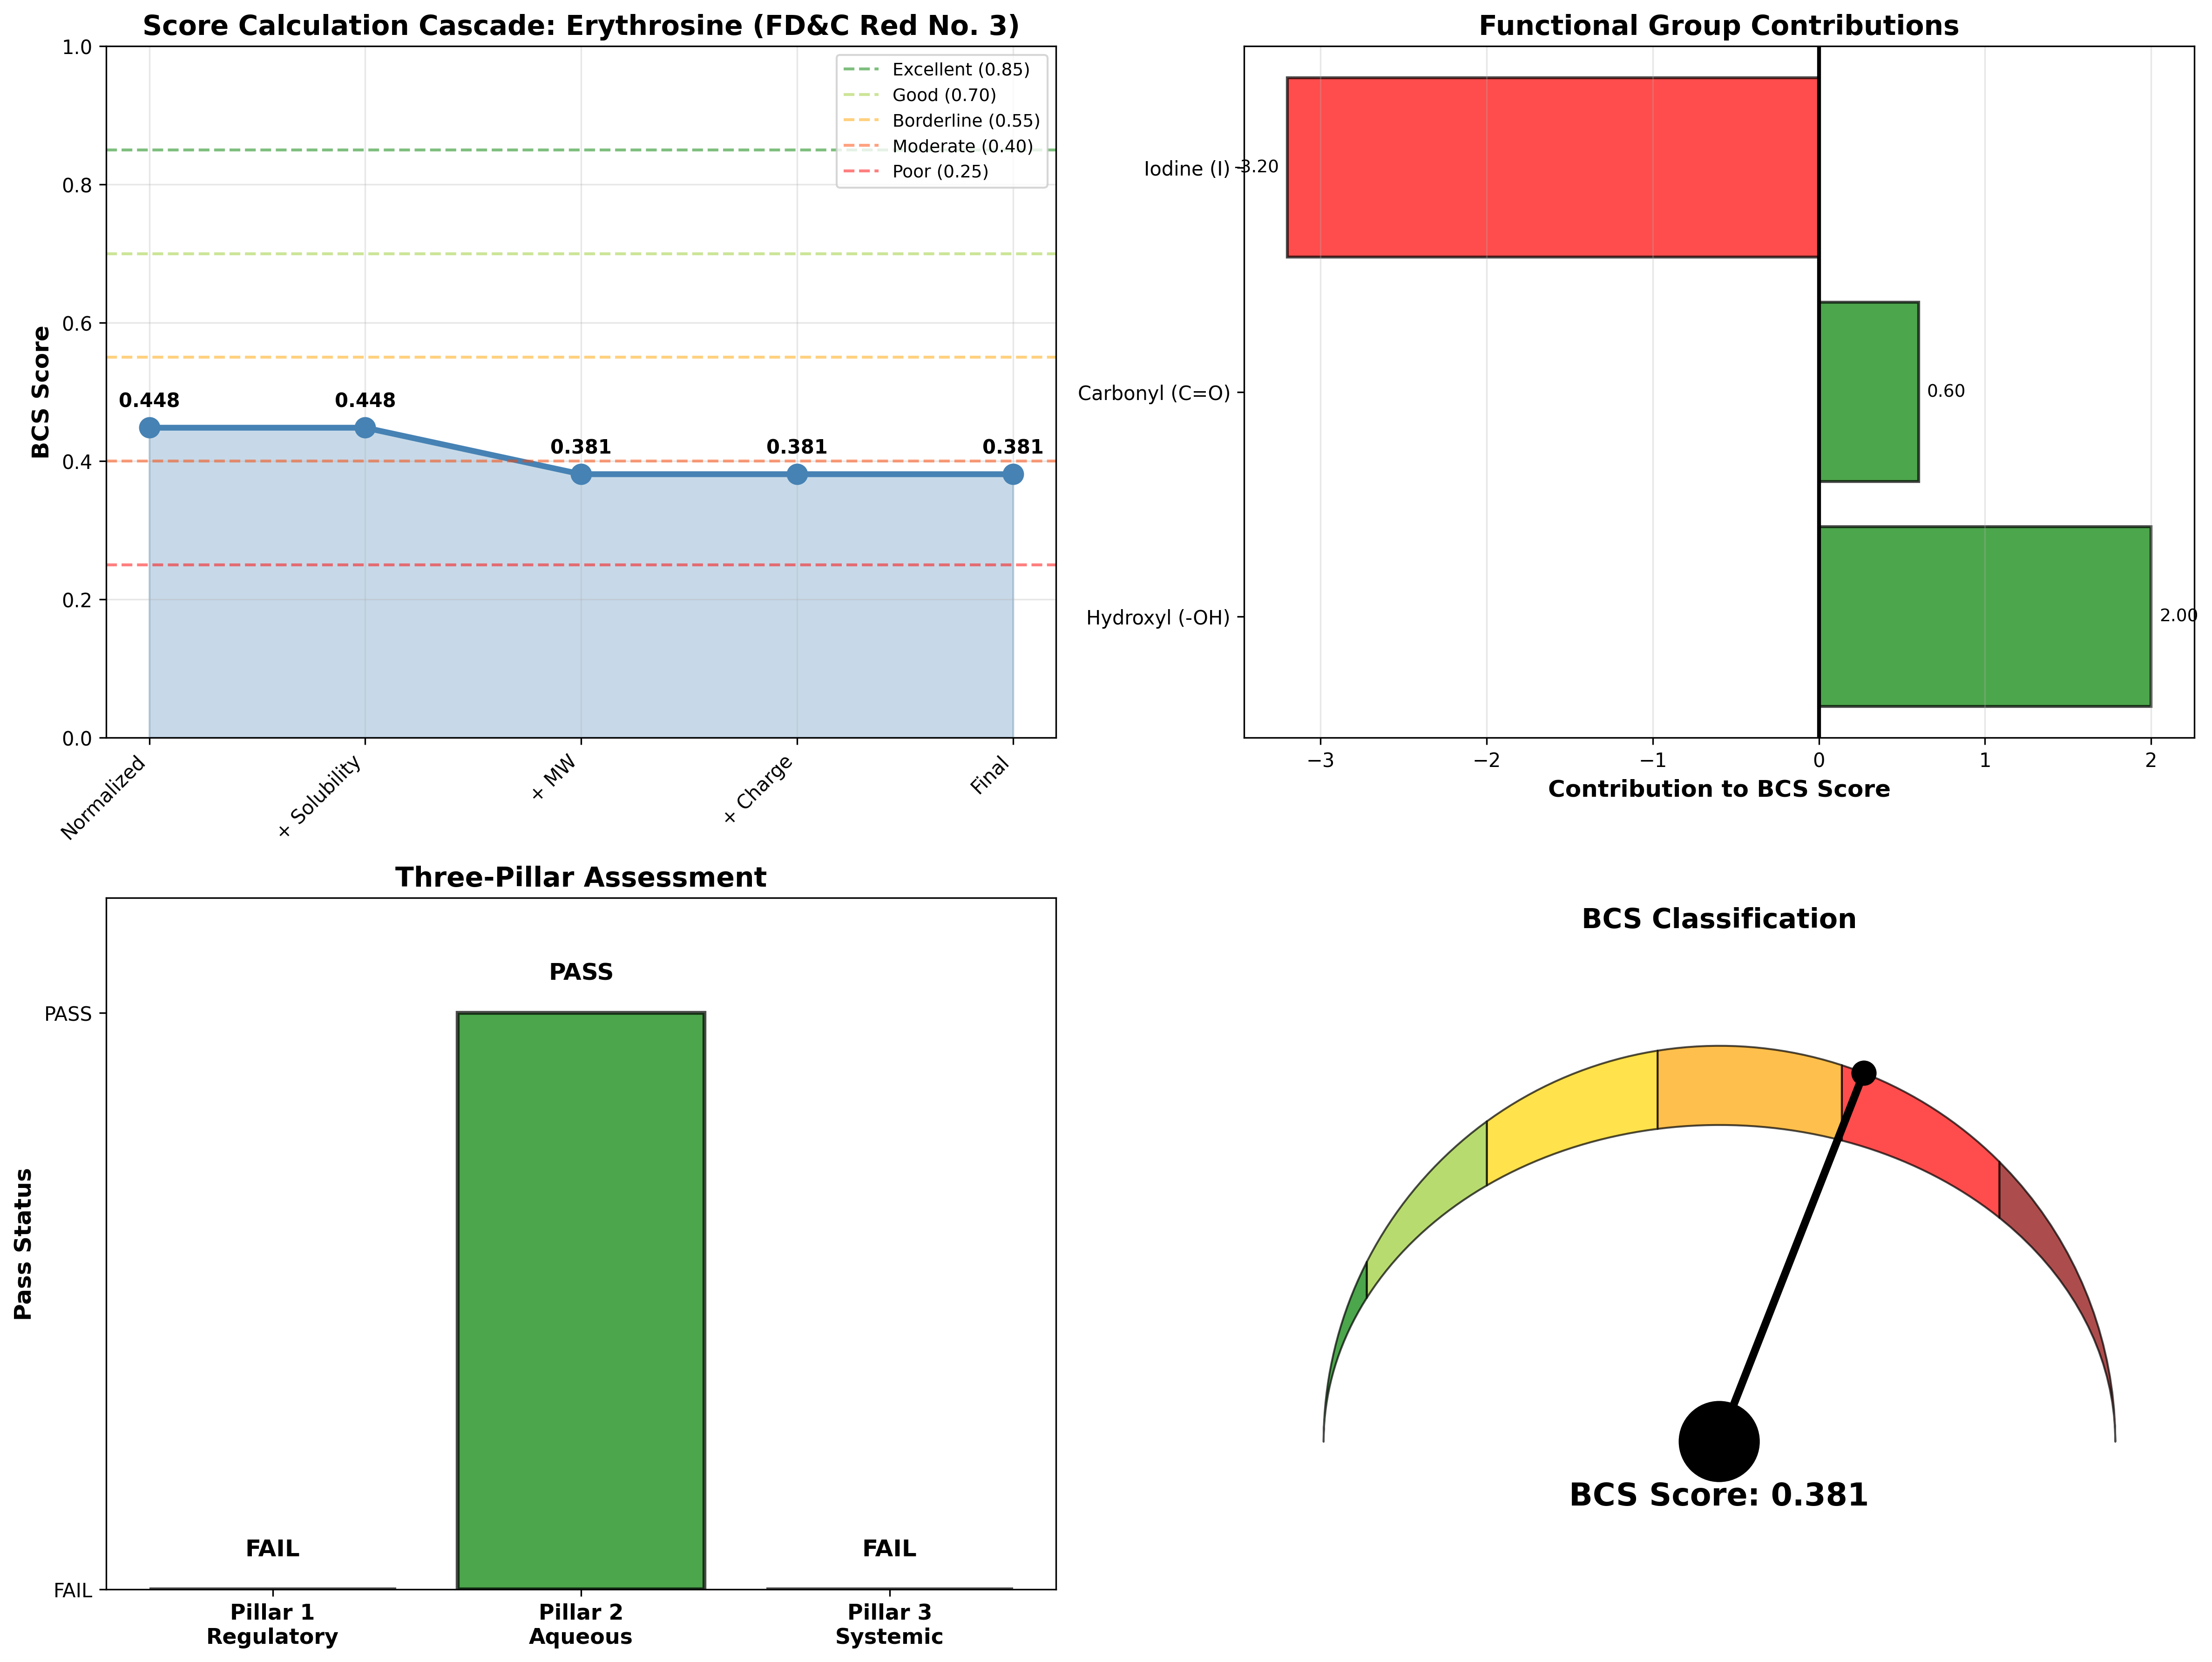 Score Calculation Cascade: Erythrosine (FD&C Red No. 3)
BCS Score
1.0
0.8
0.6
0.4
0.2
0.0
Excellent (0.85)
Good (0.70)
Borderline (0.55)
Moderate (0.40)
Poor (0.25)
0.448
0.448
0.381
0.381
0.381
Normalized
+ Solubility
+ MW
+ Charge
Final
Functional Group Contributions
Iodine (I)
-3.20
Carbonyl (C=O)
0.60
Hydroxyl (-OH)
2.00
−3
−2
−1
0
1
2
Contribution to BCS Score
Three-Pillar Assessment
Pass Status
PASS
FAIL
FAIL
PASS
FAIL
Pillar 1
Regulatory
Pillar 2
Aqueous
Pillar 3
Systemic
BCS Classification
BCS Score: 0.381